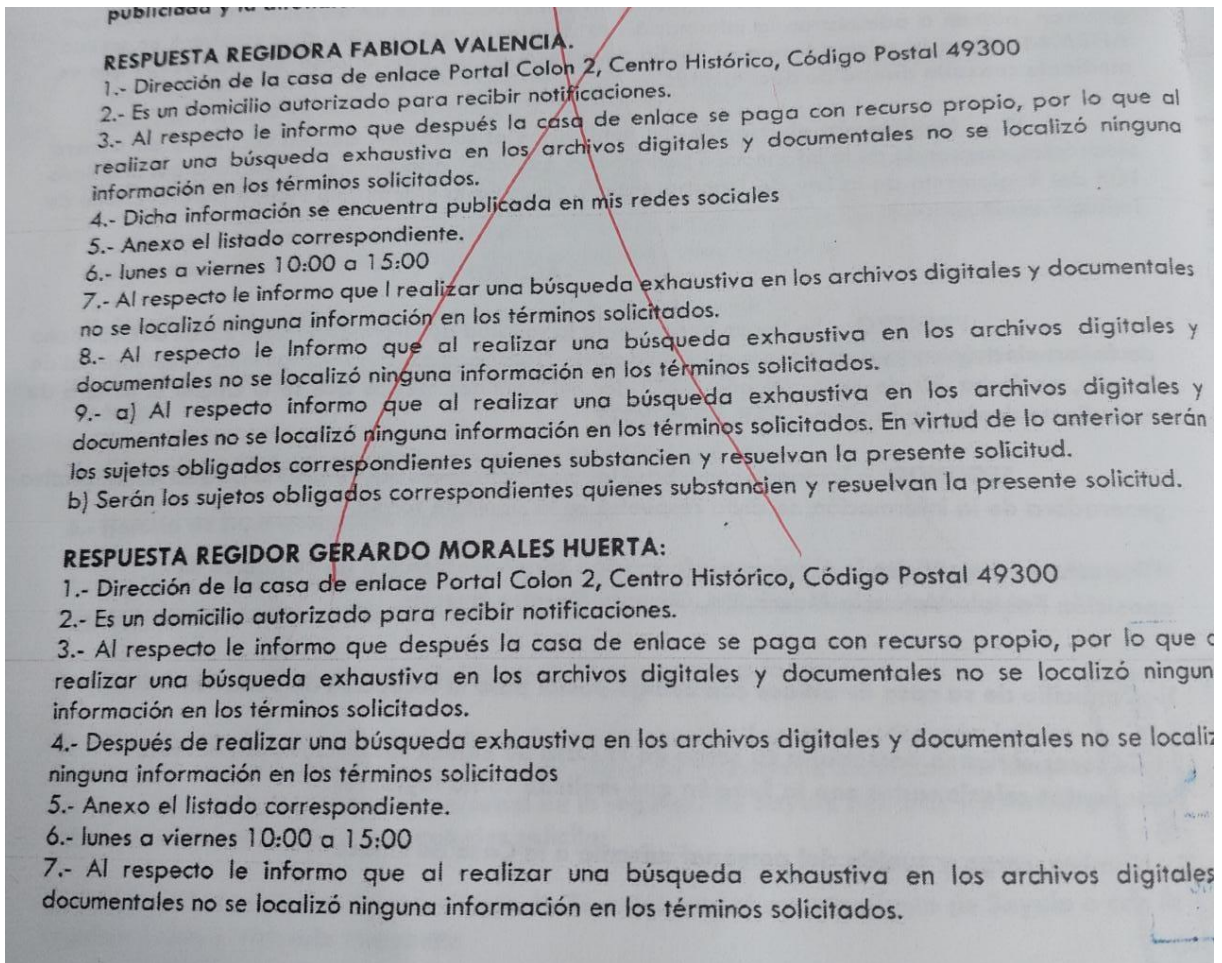 publicidad y la
RESPUESTA REGIDORA FABIOLA VALENCIA.
1.- Dirección de la casa de enlace Portal Colon 2, Centro Histórico, Código Postal 49300
2.- Es un domicilio autorizado para recibir notificaciones.
3.- Al respecto le informo que después la casa de enlace se paga con recurso propio, por lo que al
realizar una búsqueda exhaustiva en los archivos digitales y documentales no se localizó ninguna
información en los términos solicitados.
4.- Dicha información se encuentra publicada en mis redes sociales
5.- Anexo el listado correspondiente.
6.- lunes a viernes 10:00 a 15:00
7.- Al respecto le informo que l realizar una búsqueda exhaustiva en los archivos digitales y documentales
no se localizó ninguna información en los términos solicitados.
8.- Al respecto le Informo que al realizar una búsqueda exhaustiva en los archivos digitales y
documentales no se localizó ninguna información en los términos solicitados.
9.- a) Al respecto informo que al realizar una búsqueda exhaustiva en los archivos digitales y
documentales no se localizó ninguna información en los términos solicitados. En virtud de lo anterior serán
los sujetos obligados correspondientes quienes substancien y resuelvan la presente solicitud.
b) Serán los sujetos obligados correspondientes quienes substancien y resuelvan la presente solicitud.
RESPUESTA REGIDOR GERARDO MORALES HUERTA:
1.- Dirección de la casa de enlace Portal Colon 2, Centro Histórico, Código Postal 49300
2.- Es un domicilio autorizado para recibir notificaciones.
3.- Al respecto le informo que después la casa de enlace se paga con recurso propio, por lo que
realizar una búsqueda exhaustiva en los archivos digitales y documentales no se localizó ningun
información en los términos solicitados.
4.- Después de realizar una búsqueda exhaustiva en los archivos digitales y documentales no se localiz
ninguna información en los términos solicitados
5.- Anexo el listado correspondiente.
6.- lunes a viernes 10:00 a 15:00
7.- Al respecto le informo que al realizar una búsqueda exhaustiva en los archivos digitales
documentales no se localizó ninguna información en los términos solicitados.